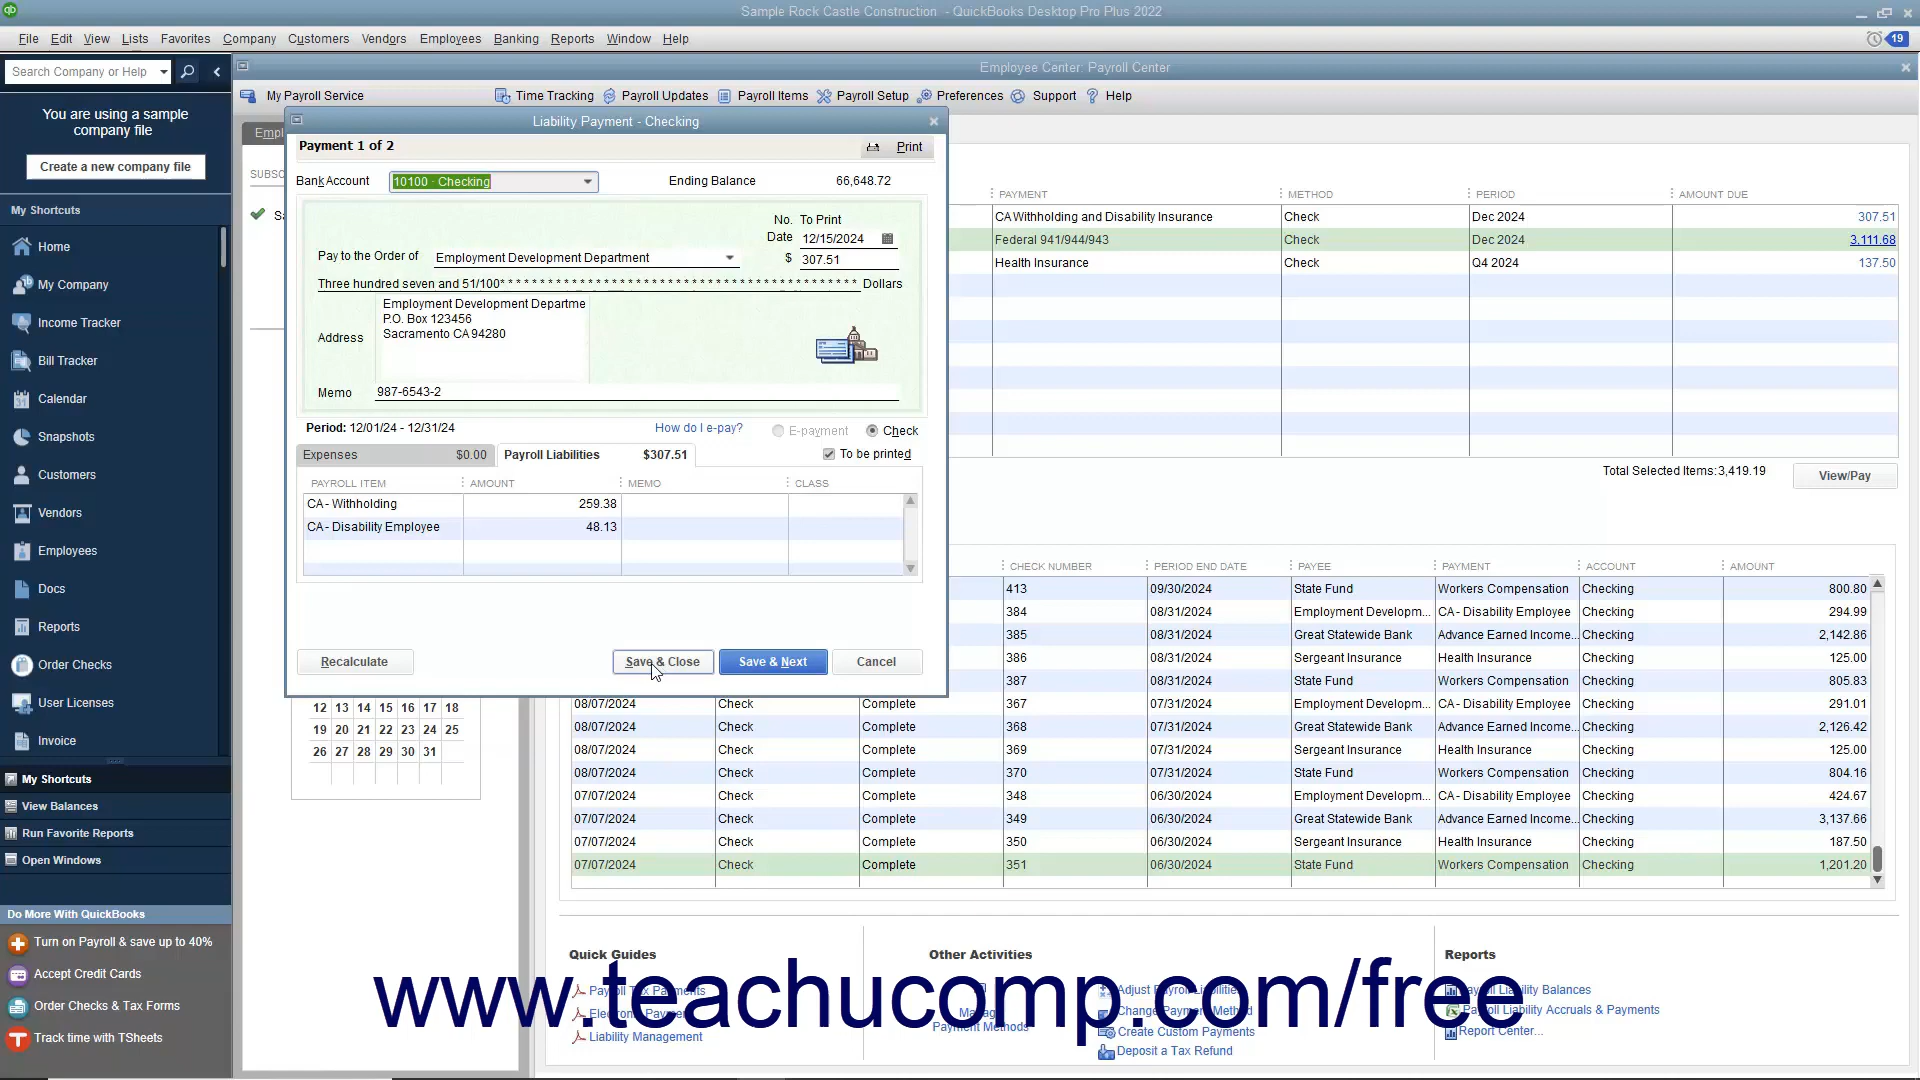 Sample Rock Castle Construction - QuickBooks Desktop Pro Plus 2022
File Edit View Lists Favorites Company Customers Vendors Employees Banking Reports Window Help
19
Search Company or Help
Employee Center: Payroll Center
You are using a sample
company file
Create a new company file
My Payroll Service Time Tracking Payroll Updates Payroll Items Payroll Setup Preferences Support Help
My Shortcuts
Home
My Company
Income Tracker
Bill Tracker
Calendar
Snapshots
Customers
Vendors
Employees
Docs
Reports
Order Checks
User Licenses
Invoice
My Shortcuts
View Balances
Run Favorite Reports
Open Windows
Do More With QuickBooks
Turn on Payroll & save up to 40%
Accept Credit Cards
Order Checks & Tax Forms
Track time with TSheets
Liability Payment - Checking
Payment 1 of 2 Print
Bank Account 10100 · Checking Ending Balance 66,648.72
No. To Print
Date 12/15/2024
Pay to the Order of Employment Development Department $ 307.51
Three hundred seven and 51/100* * * * * * * * * * * * * * * * * * * * * * * * * * * * * * * * * * * * * * * * * Dollars
Employment Development Departme
P.O. Box 123456
Sacramento CA 94280
Address
Memo 987-6543-2
Period: 12/01/24 - 12/31/24 How do I e-pay? E-payment Check
Expenses $0.00 Payroll Liabilities $307.51 To be printed
PAYROLL ITEM AMOUNT MEMO CLASS
CA - Withholding 259.38
CA - Disability Employee 48.13
Recalculate Save & Close Save & Next Cancel
PAYMENT METHOD PERIOD AMOUNT DUE
CA Withholding and Disability Insurance Check Dec 2024 307.51
Federal 941/944/943 Check Dec 2024 3,111.68
Health Insurance Check Q4 2024 137.50
Total Selected Items: 3,419.19 View/Pay
CHECK NUMBER PERIOD END DATE PAYEE PAYMENT ACCOUNT AMOUNT
413 09/30/2024 State Fund Workers Compensation Checking 800.80
384 08/31/2024 Employment Developm... CA - Disability Employee Checking 294.99
385 08/31/2024 Great Statewide Bank Advance Earned Income... Checking 2,142.86
386 08/31/2024 Sergeant Insurance Health Insurance Checking 125.00
387 08/31/2024 State Fund Workers Compensation Checking 805.83
08/07/2024 Check Complete 367 07/31/2024 Employment Developm... CA - Disability Employee Checking 291.01
08/07/2024 Check Complete 368 07/31/2024 Great Statewide Bank Advance Earned Income... Checking 2,126.42
08/07/2024 Check Complete 369 07/31/2024 Sergeant Insurance Health Insurance Checking 125.00
08/07/2024 Check Complete 370 07/31/2024 State Fund Workers Compensation Checking 804.16
07/07/2024 Check Complete 348 06/30/2024 Employment Developm... CA - Disability Employee Checking 424.67
07/07/2024 Check Complete 349 06/30/2024 Great Statewide Bank Advance Earned Income... Checking 3,137.66
07/07/2024 Check Complete 350 06/30/2024 Sergeant Insurance Health Insurance Checking 187.50
07/07/2024 Check Complete 351 06/30/2024 State Fund Workers Compensation Checking 1,201.20
12 13 14 15 16 17 18
19 20 21 22 23 24 25
26 27 28 29 30 31
Quick Guides
Payroll Tax Payments
Liability Management
Other Activities
Payment Methods
Adjust Payroll Liabilities
Change Payment Method
Create Custom Payments
Deposit a Tax Refund
Reports
Payroll Liability Balances
Payroll Liability Accruals & Payments
Report Center...
www.teachucomp.com/free